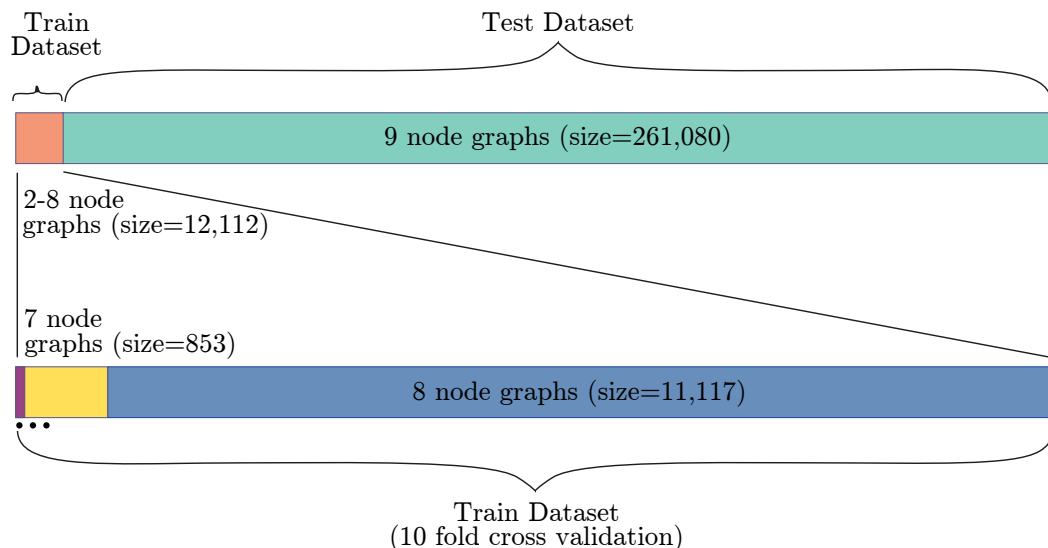 Train
Dataset
Test Dataset
9 node graphs (size=261,080)
2-8 node
graphs (size=12,112)
7 node
graphs (size=853)
8 node graphs (size=11,117)
...
Train Dataset
(10 fold cross validation)